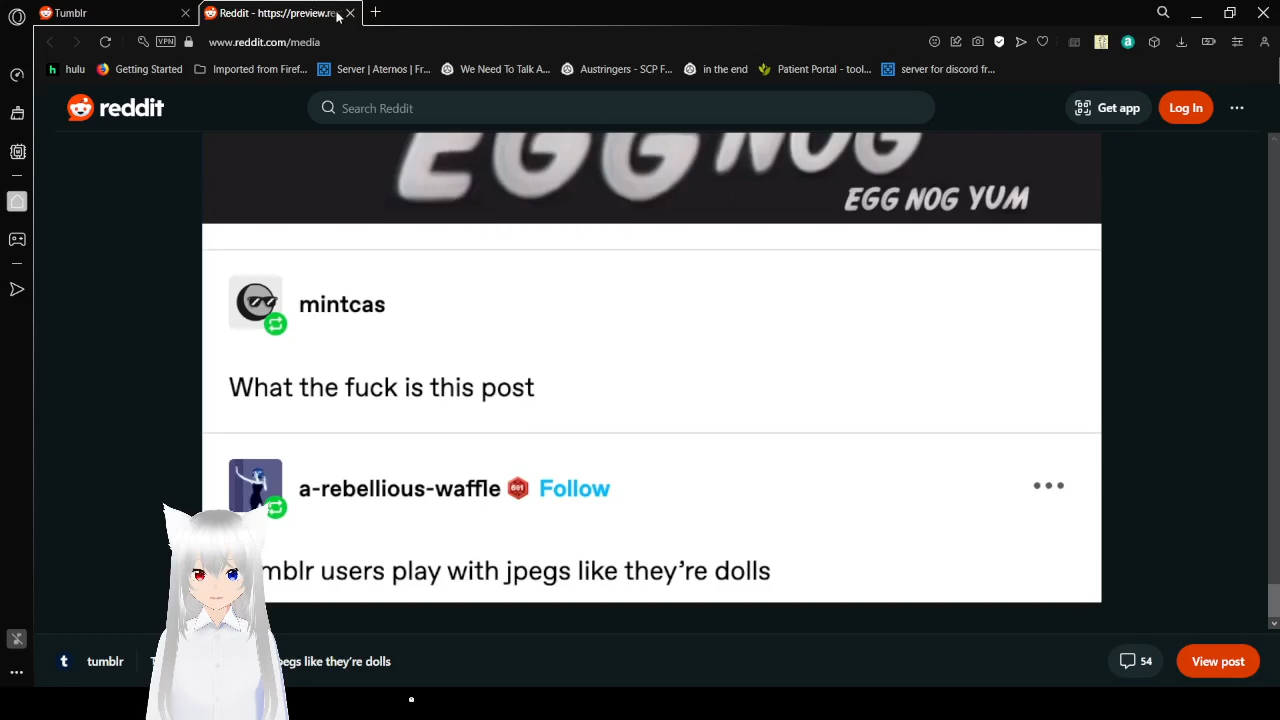 Tumblr
Reddit - https://preview.re
VPN
www.reddit.com/media
h hulu
Getting Started
Imported from Firef...
Server | Aternos | Fr...
We Need To Talk A...
Austringers - SCP F...
in the end
Patient Portal - tool...
server for discord fr...
reddit
Search Reddit
Get app
Log In
EGG NOG
EGG NOG YUM
mintcas
What the fuck is this post
a-rebellious-waffle
Follow
mblr users play with jpegs like they’re dolls
t tumblr
T
pegs like they’re dolls
54
View post